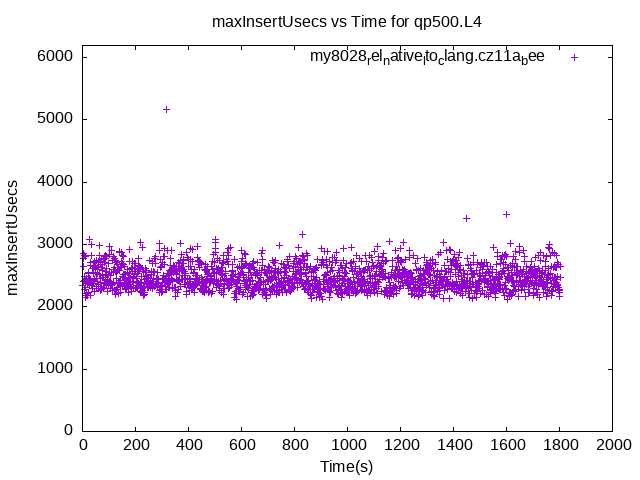 maxInsertUsecs vs Time for qp500.L4
my8028relnativeltoclang.cz11abee
6000
5000
4000
3000
2000
1000
0
maxInsertUsecs
0 200 400 600 800 1000 1200 1400 1600 1800 2000
Time(s)